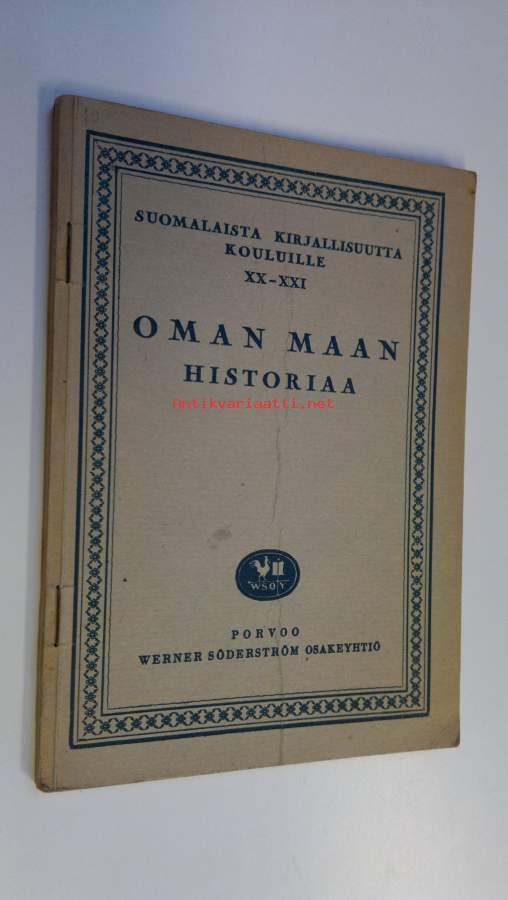 SUOMALAISTA KIRJALLISUUTTA
KOULUILLE
XX–XXI
OMAN MAAN
HISTORIAA
Antikvariaatti.net
WSOY
PORVOO
WERNER SÖDERSTRÖM OSAKEYHTIÖ